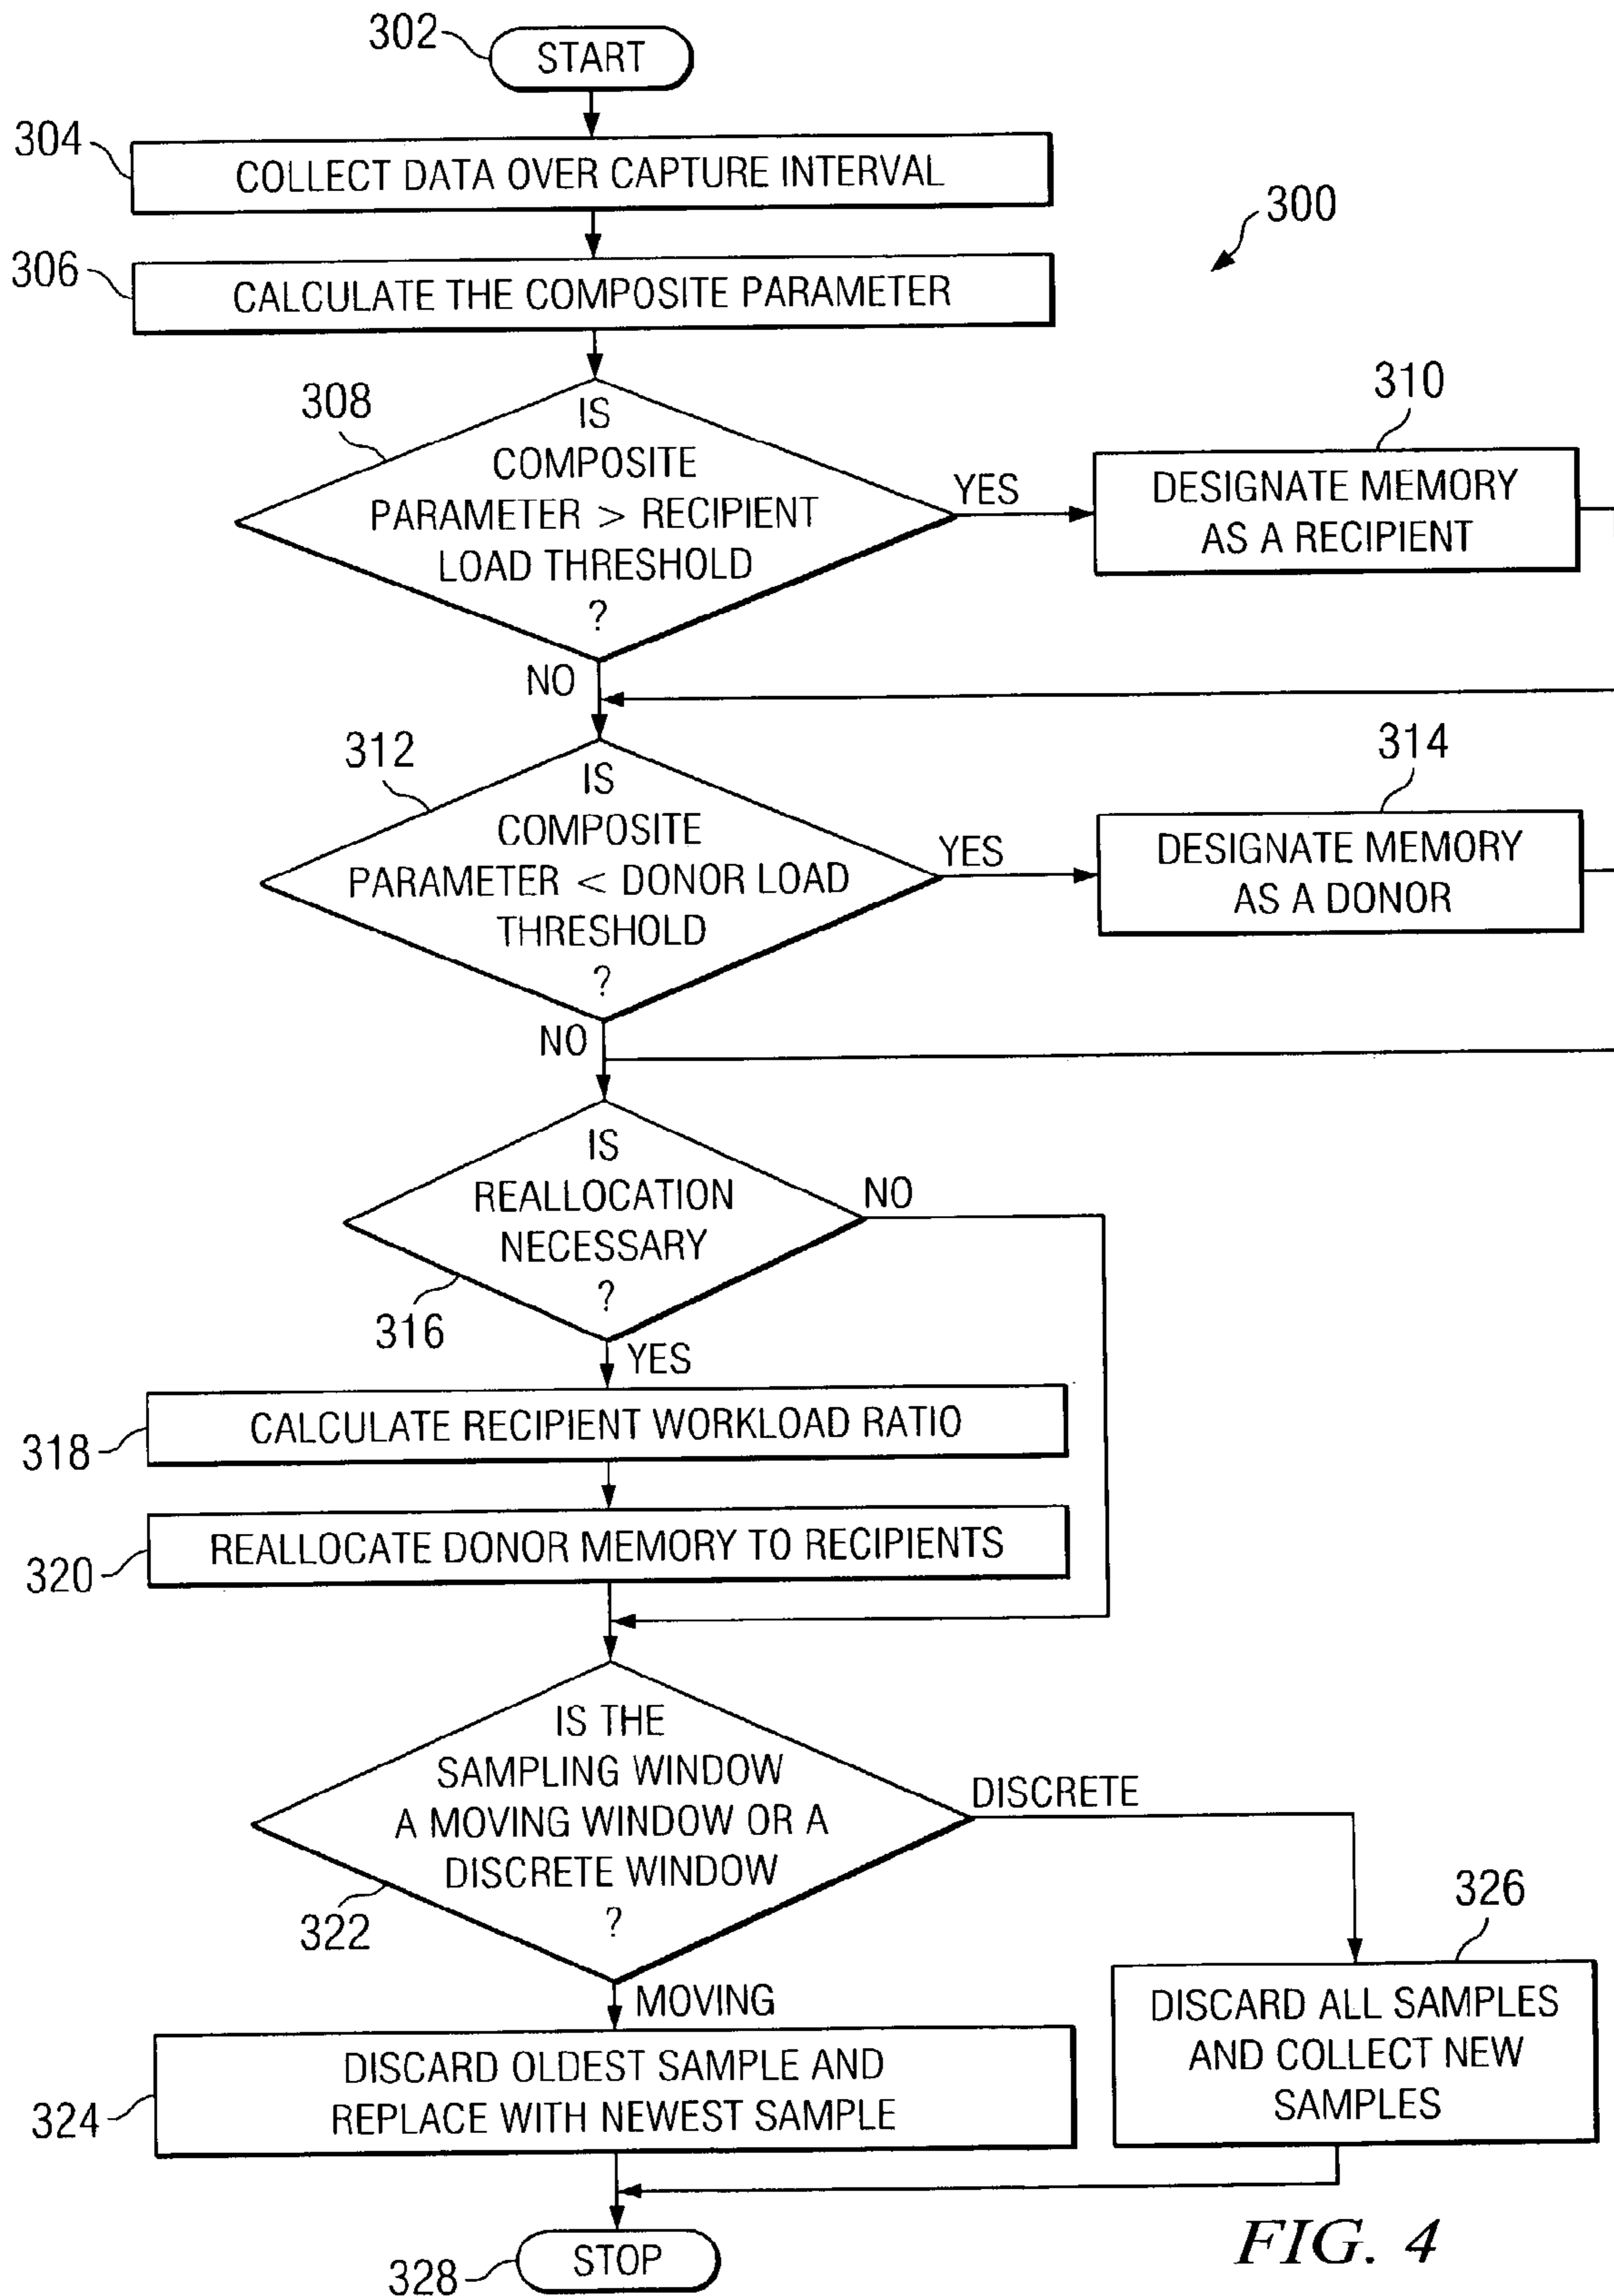 302
START
304
COLLECT DATA OVER CAPTURE INTERVAL
300
306
CALCULATE THE COMPOSITE PARAMETER
308
IS
COMPOSITE
PARAMETER > RECIPIENT
LOAD THRESHOLD
?
YES
310
DESIGNATE MEMORY
AS A RECIPIENT
NO
312
IS
COMPOSITE
PARAMETER < DONOR LOAD
THRESHOLD
?
YES
314
DESIGNATE MEMORY
AS A DONOR
NO
IS
REALLOCATION
NECESSARY
?
316
NO
YES
318
CALCULATE RECIPIENT WORKLOAD RATIO
320
REALLOCATE DONOR MEMORY TO RECIPIENTS
IS THE
SAMPLING WINDOW
A MOVING WINDOW OR A
DISCRETE WINDOW
?
322
DISCRETE
MOVING
326
DISCARD ALL SAMPLES
AND COLLECT NEW
SAMPLES
324
DISCARD OLDEST SAMPLE AND
REPLACE WITH NEWEST SAMPLE
328
STOP
FIG. 4